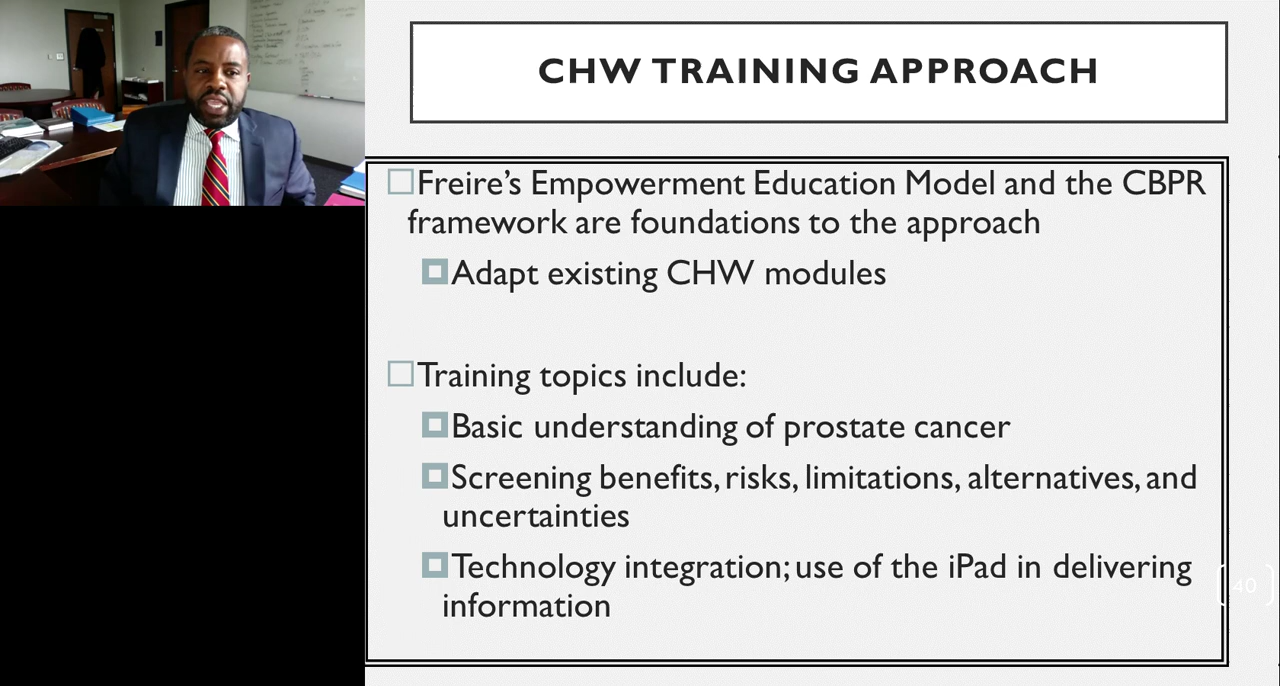 CHW TRAINING APPROACH
Freire’s Empowerment Education Model and the CBPR
framework are foundations to the approach
Adapt existing CHW modules
Training topics include:
Basic understanding of prostate cancer
Screening benefits, risks, limitations, alternatives, and
uncertainties
Technology integration; use of the iPad in delivering
information
40